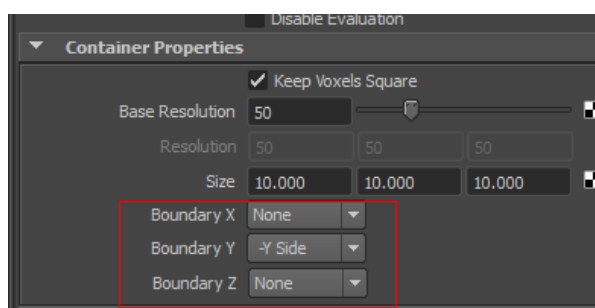 Disable Evaluation
Container Properties
Keep Voxels Square
Base Resolution 50
Resolution 50 50 50
Size 10.000 10.000 10.000
Boundary X None
Boundary Y -Y Side
Boundary Z None